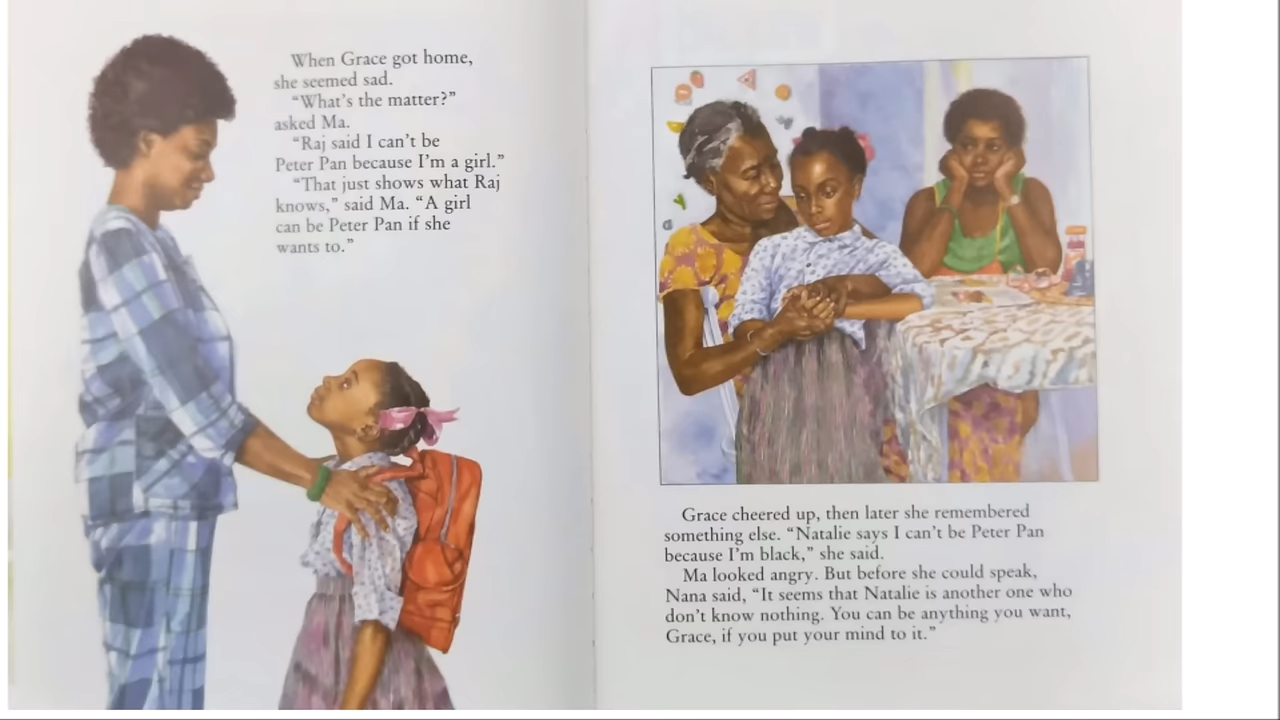 When Grace got home,
she seemed sad.
“What's the matter?”
asked Ma.
“Raj said I can't be
Peter Pan because I'm a girl.”
“That just shows what Raj
knows,” said Ma. “A girl
can be Peter Pan if she
wants to.”
Grace cheered up, then later she remembered
something else. “Natalie says I can't be Peter Pan
because I'm black,” she said.
Ma looked angry. But before she could speak,
Nana said, “It seems that Natalie is another one who
don't know nothing. You can be anything you want,
Grace, if you put your mind to it.”